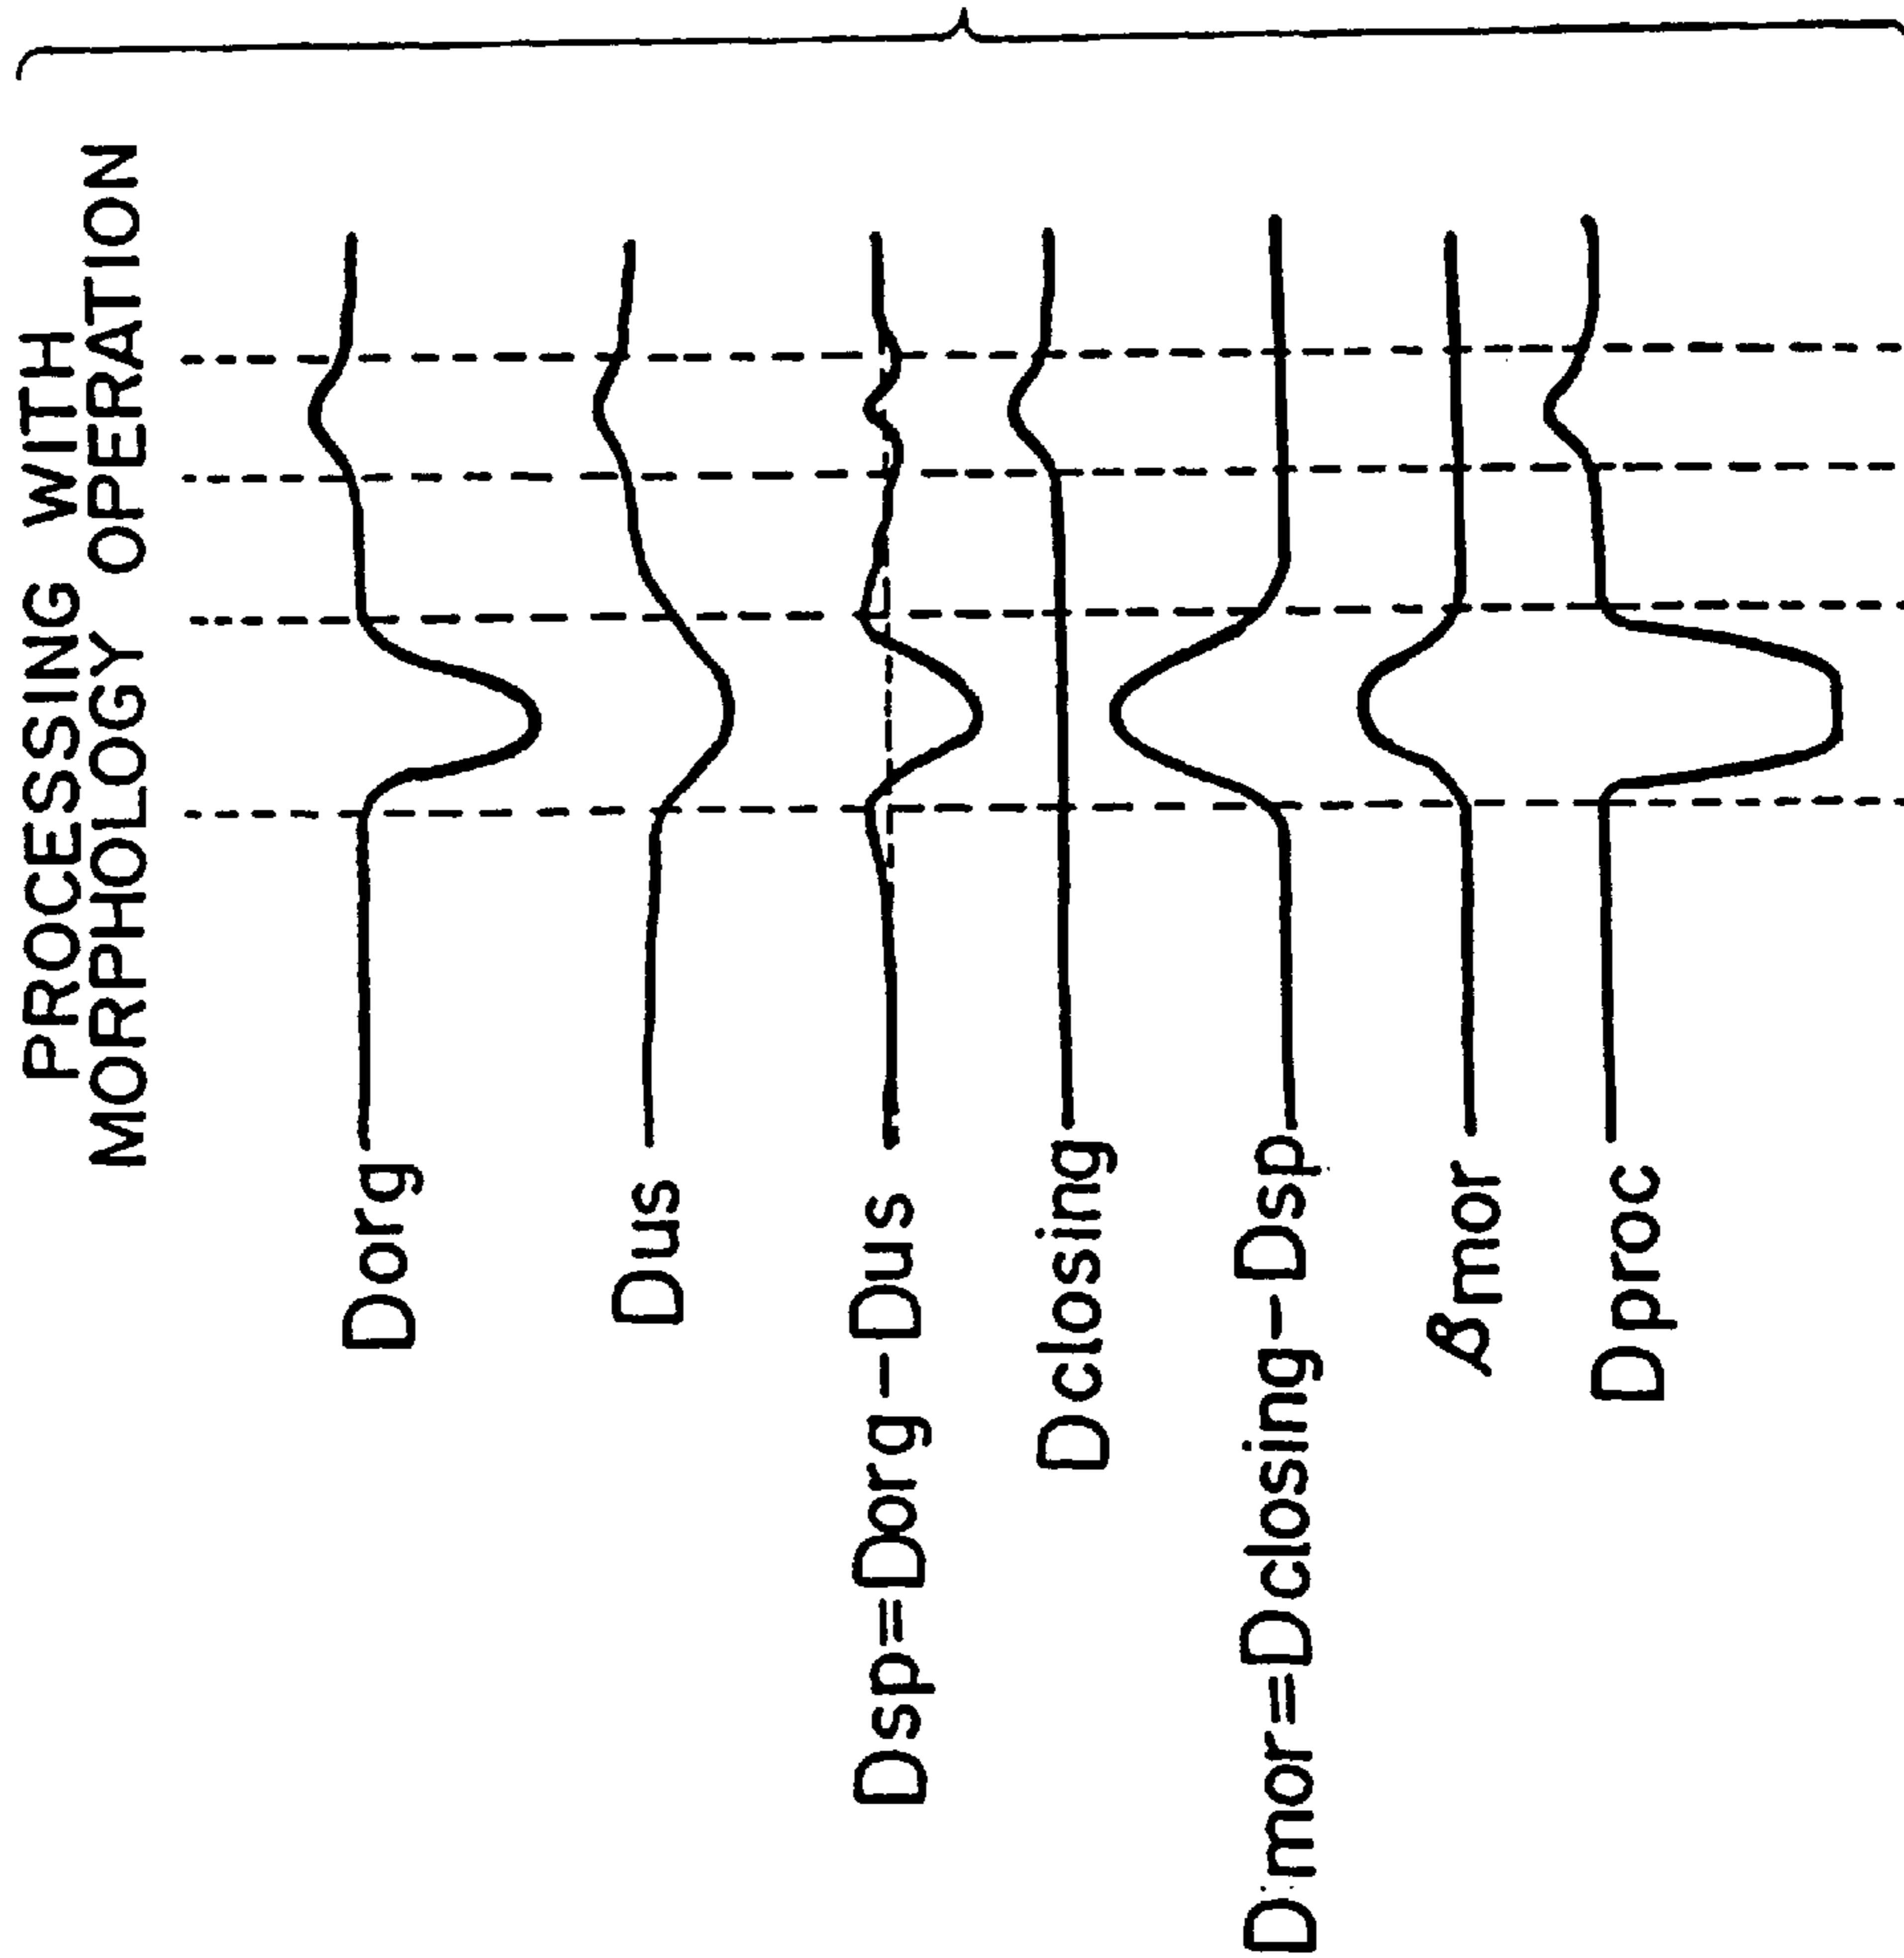 PROCESSING WITH
MORPHOLOGY OPERATION
Dorg
Dus
Dsp=Dorg-Dus
Dclosing
Dmor=Dclosing-Dsp
βmor
Dproc